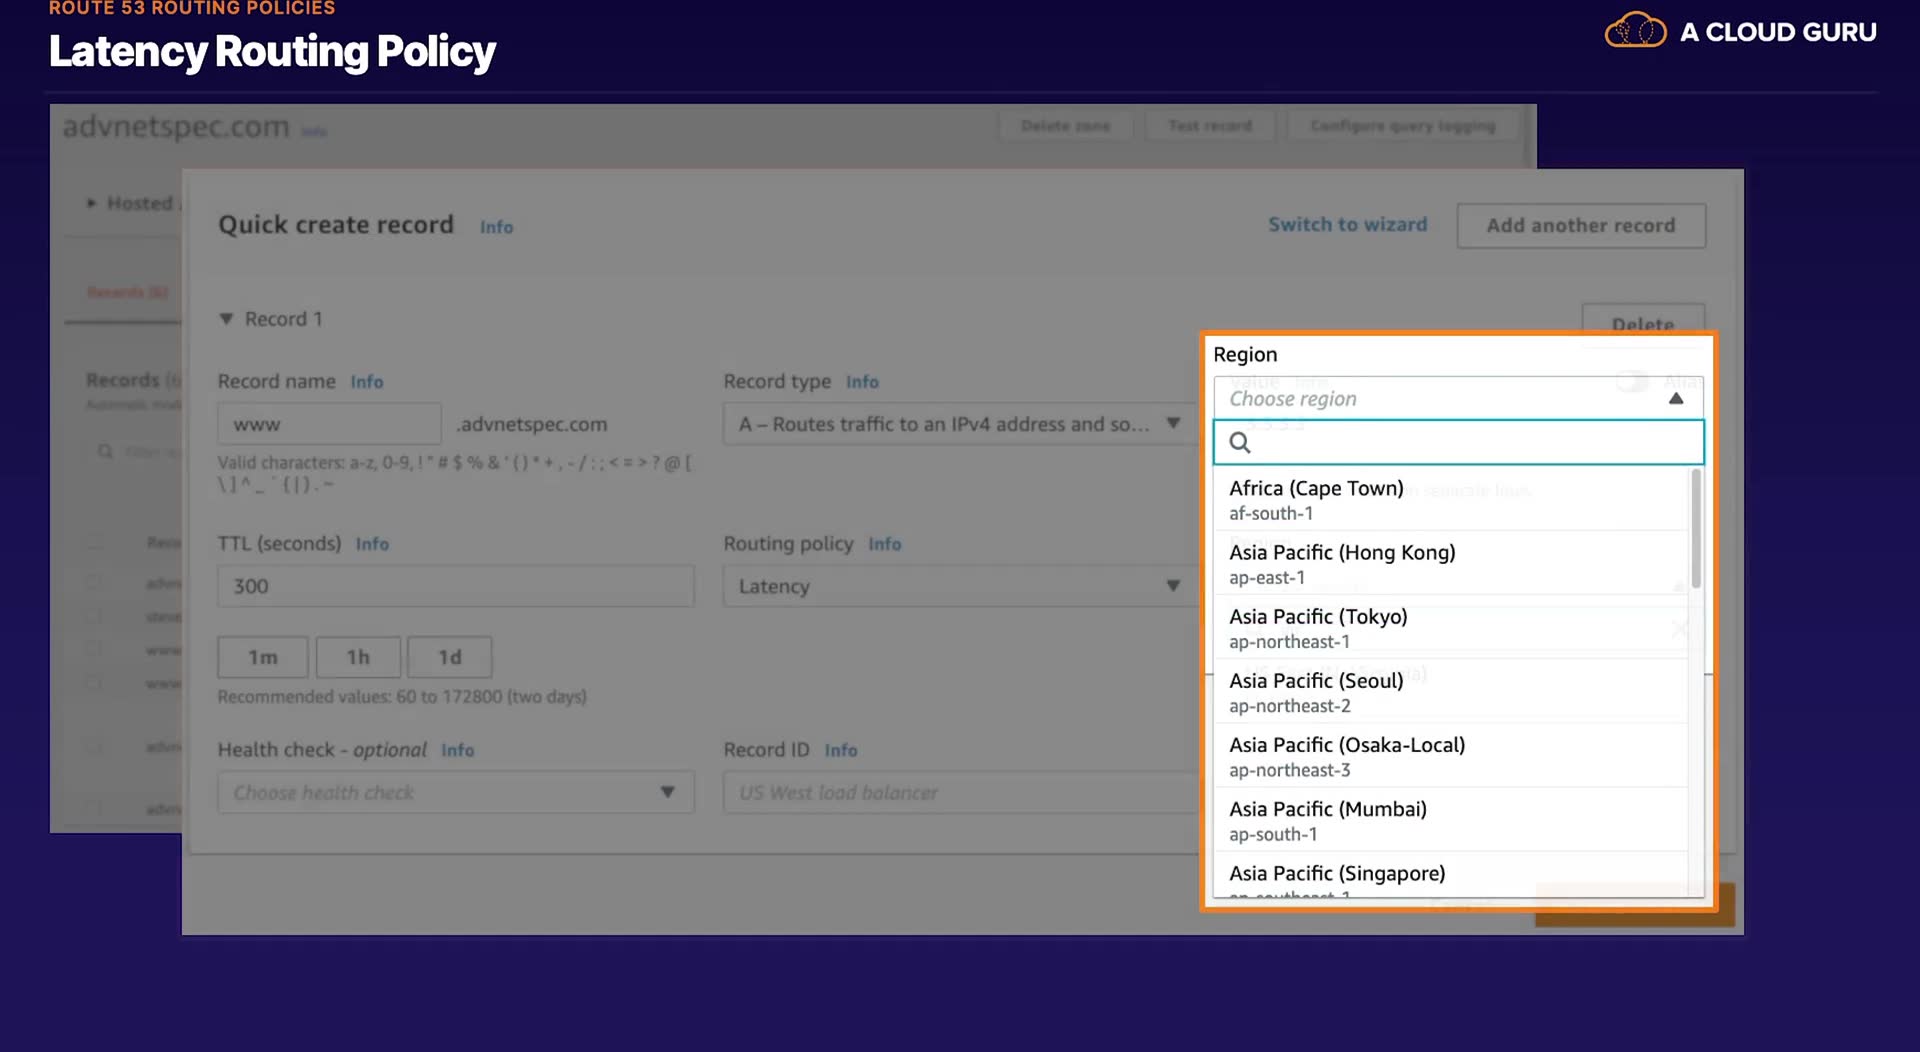 ROUTE 53 ROUTING POLICIES
Latency Routing Policy
A CLOUD GURU
advnetspec.com Info
Delete zone
Test record
Configure query logging
Hosted
Quick create record Info
Switch to wizard
Add another record
Records (6)
Record 1
Delete
Records (6
Record name Info
www .advnetspec.com
Valid characters: a-z, 0-9, ! " # $ % & ' ( ) * + , - / : ; < = > ? @ [
\ ] ^ _ ` { | } . ~
Record type Info
A – Routes traffic to an IPv4 address and so...
TTL (seconds) Info
300
Routing policy Info
Latency
1m
1h
1d
Recommended values: 60 to 172800 (two days)
Health check - optional Info
Choose health check
Record ID Info
US West load balancer
Region
Choose region
Africa (Cape Town)
af-south-1
Asia Pacific (Hong Kong)
ap-east-1
Asia Pacific (Tokyo)
ap-northeast-1
Asia Pacific (Seoul)
ap-northeast-2
Asia Pacific (Osaka-Local)
ap-northeast-3
Asia Pacific (Mumbai)
ap-south-1
Asia Pacific (Singapore)
ap-southeast-1